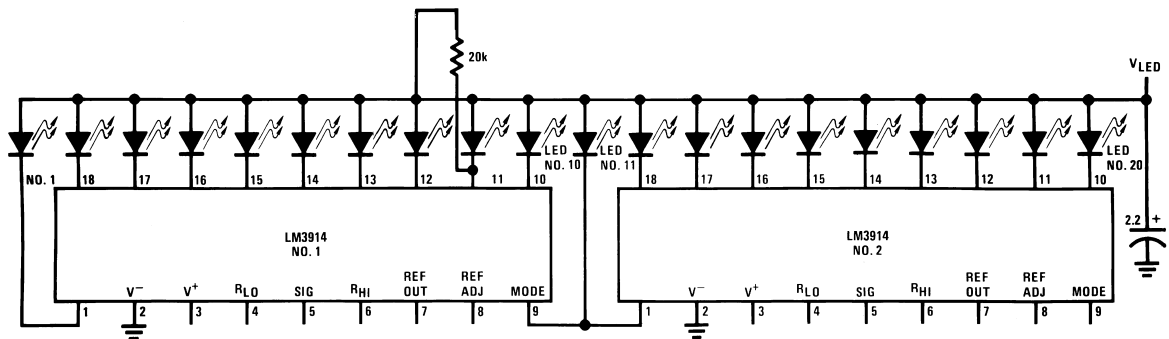 20k
V LED
NO. 1
LED
NO. 10
LED
NO. 11
LED
NO. 20
18 17 16 15 14 13 12 11 10
18 17 16 15 14 13 12 11 10
2.2 +
LM3914
NO. 1
LM3914
NO. 2
V− V+ RLO SIG RHI REF OUT REF ADJ MODE
V− V+ RLO SIG RHI REF OUT REF ADJ MODE
1 2 3 4 5 6 7 8 9
1 2 3 4 5 6 7 8 9